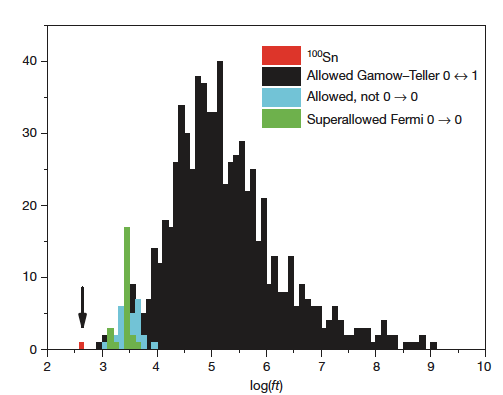 40
30
20
10
0
¹⁰⁰Sn
Allowed Gamow–Teller 0 ↔ 1
Allowed, not 0 → 0
Superallowed Fermi 0 → 0
2 3 4 5 6 7 8 9 10
log(ft)